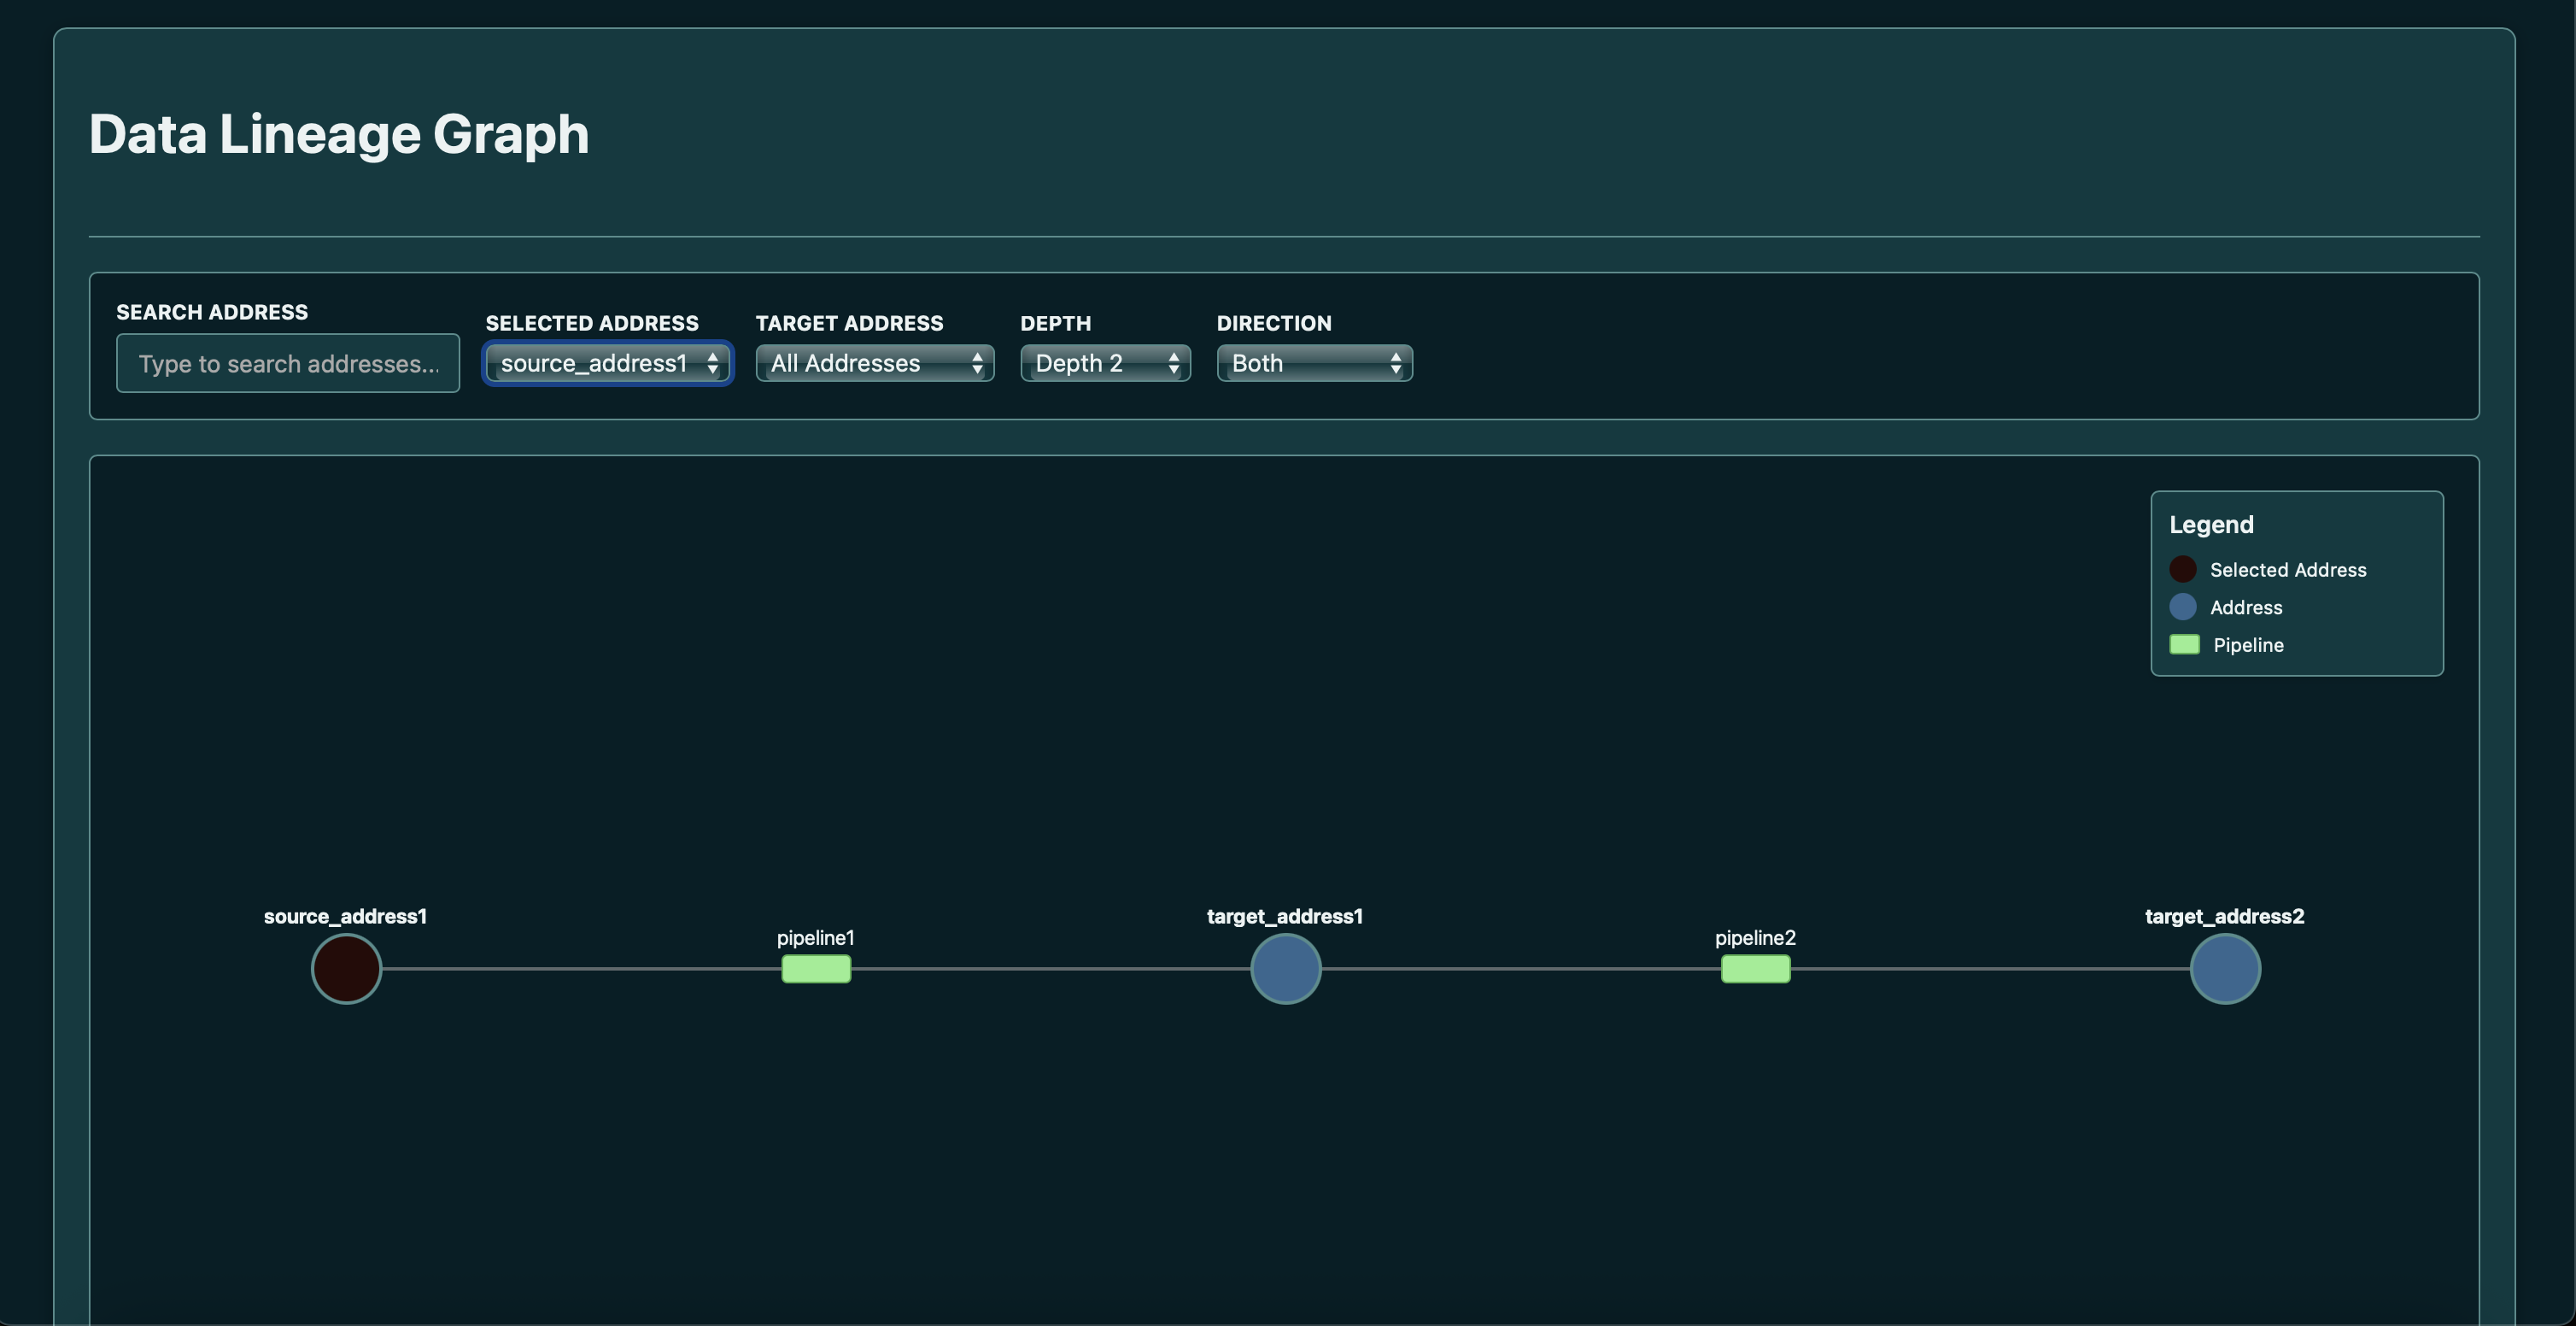 Data Lineage Graph
SEARCH ADDRESS
Type to search addresses...
SELECTED ADDRESS
source_address1
TARGET ADDRESS
All Addresses
DEPTH
Depth 2
DIRECTION
Both
Legend
Selected Address
Address
Pipeline
source_address1
pipeline1
target_address1
pipeline2
target_address2